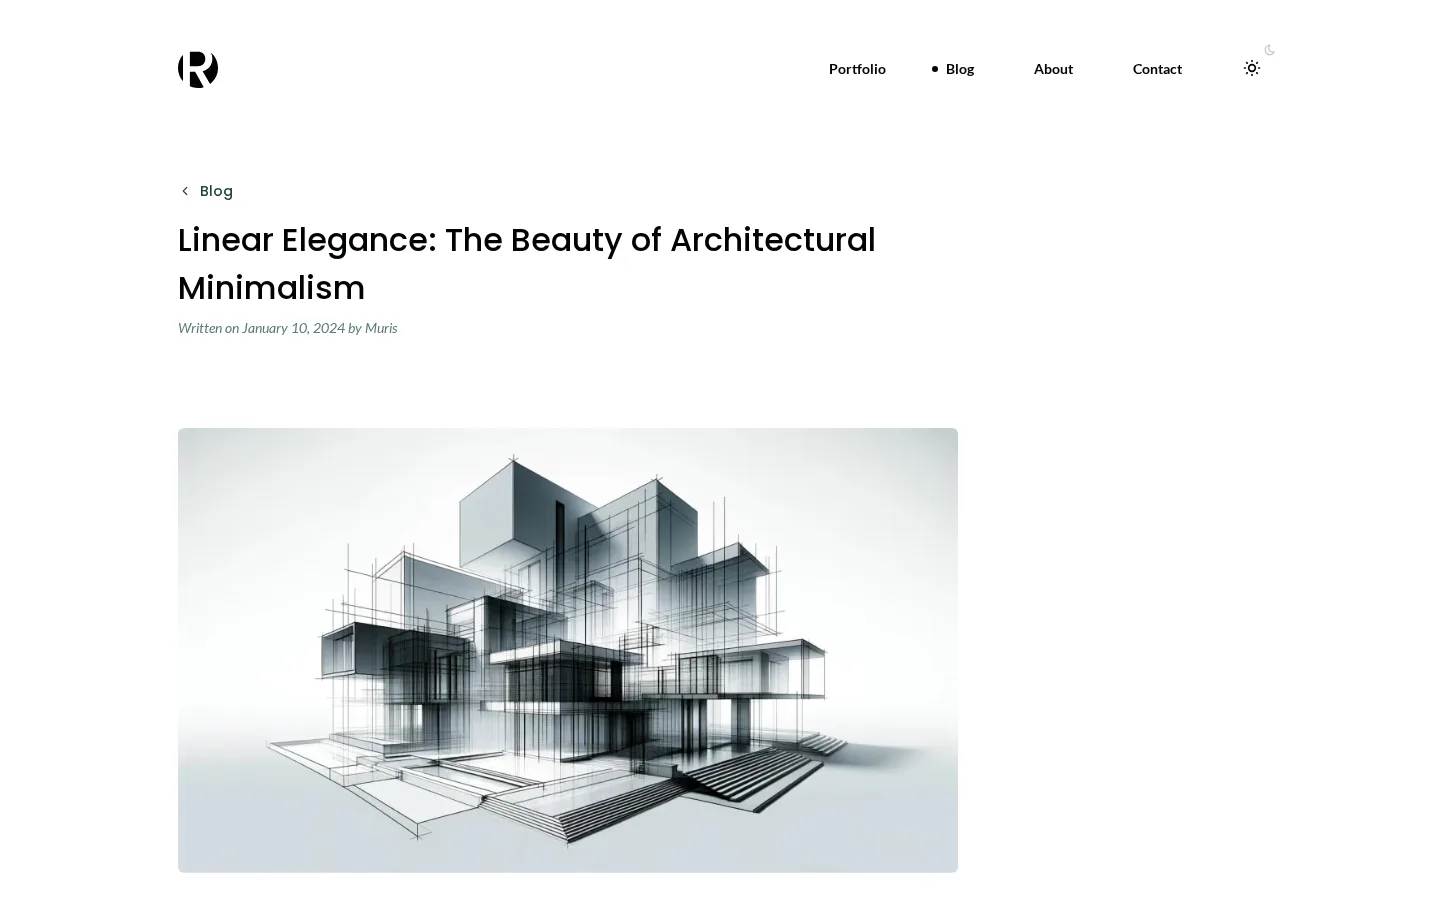 R
Portfolio
Blog
About
Contact
Blog
Linear Elegance: The Beauty of Architectural
Minimalism
Written on January 10, 2024 by Muris